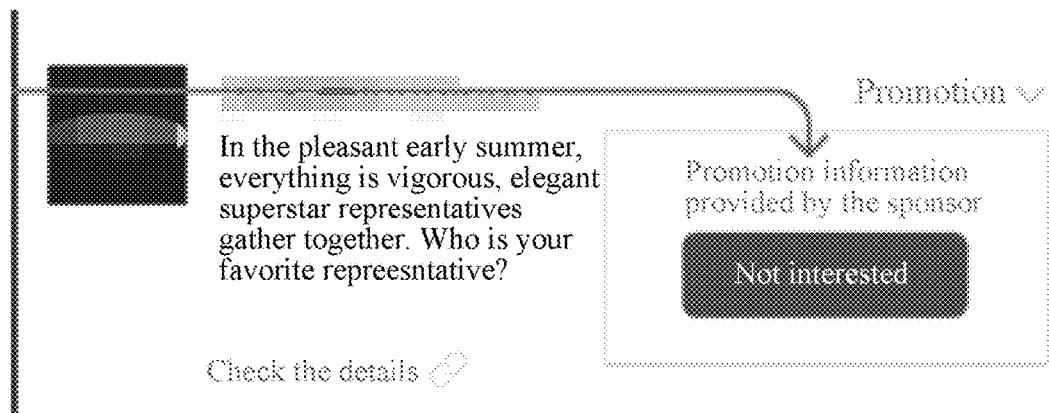 Promotion
In the pleasant early summer,
everything is vigorous, elegant
superstar representatives
gather together. Who is your
favorite repreesntative?
Check the details
Promotion information
provided by the sponsor
Not interested